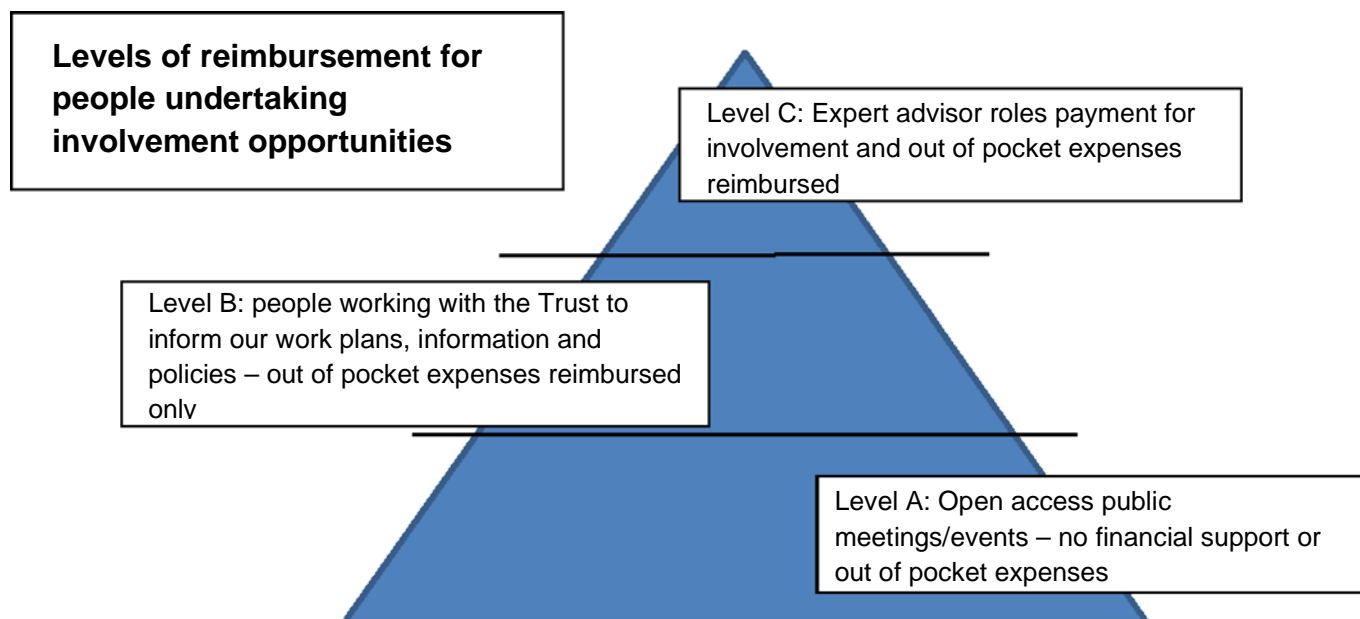 Levels of reimbursement for
people undertaking
involvement opportunities
Level C: Expert advisor roles payment for
involvement and out of pocket expenses
reimbursed
Level B: people working with the Trust to
inform our work plans, information and
policies – out of pocket expenses reimbursed
only
Level A: Open access public
meetings/events – no financial support or
out of pocket expenses